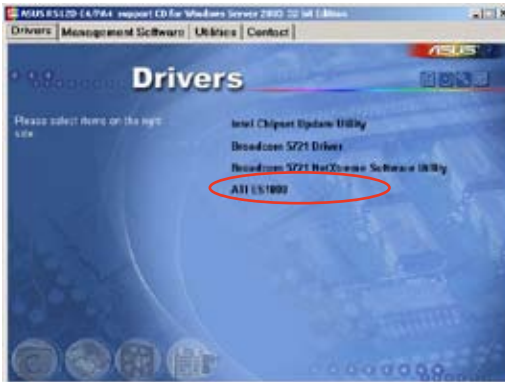 ASUS RS120-E4/PA4 support CD for Windows Server 2003 32 bit Edition
Drivers Management Software Utilities Contact
ASUS
Drivers
Please select items on the right
side
Intel Chipset Update Utility
Broadcom 5721 Driver
Broadcom 5721 NetXtreme Software Utility
ATI ES1000